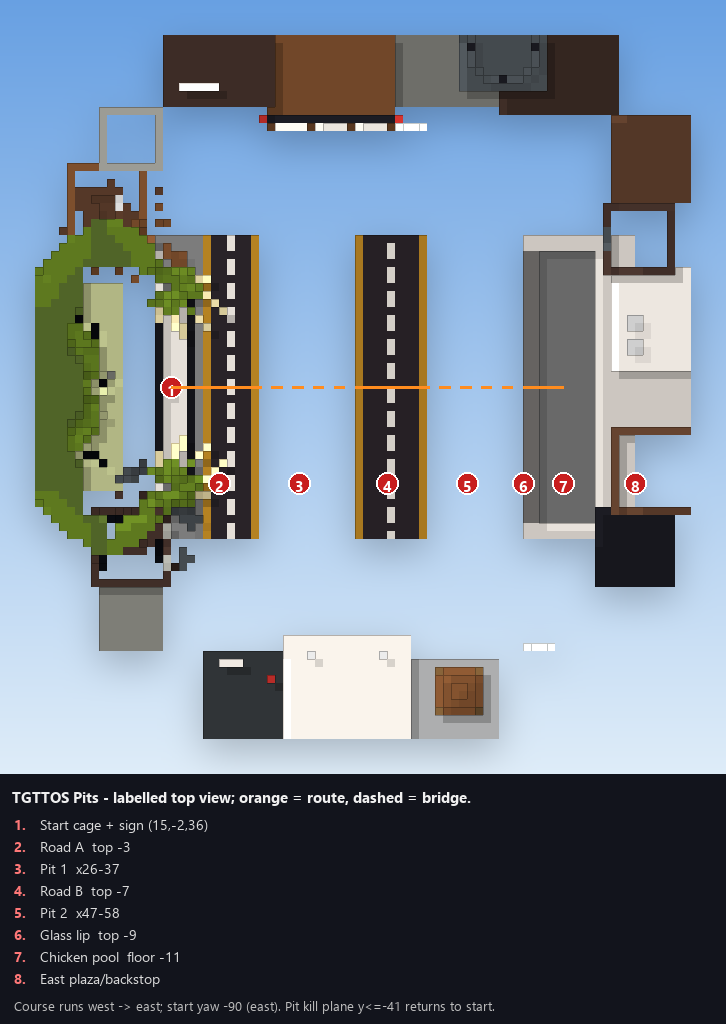 1
2
3
4
5
6
7
8
TGTTOS Pits - labelled top view; orange = route, dashed = bridge.
1. Start cage + sign (15,-2,36)
2. Road A top -3
3. Pit 1 x26-37
4. Road B top -7
5. Pit 2 x47-58
6. Glass lip top -9
7. Chicken pool floor -11
8. East plaza/backstop
Course runs west -> east; start yaw -90 (east). Pit kill plane y<=-41 returns to start.